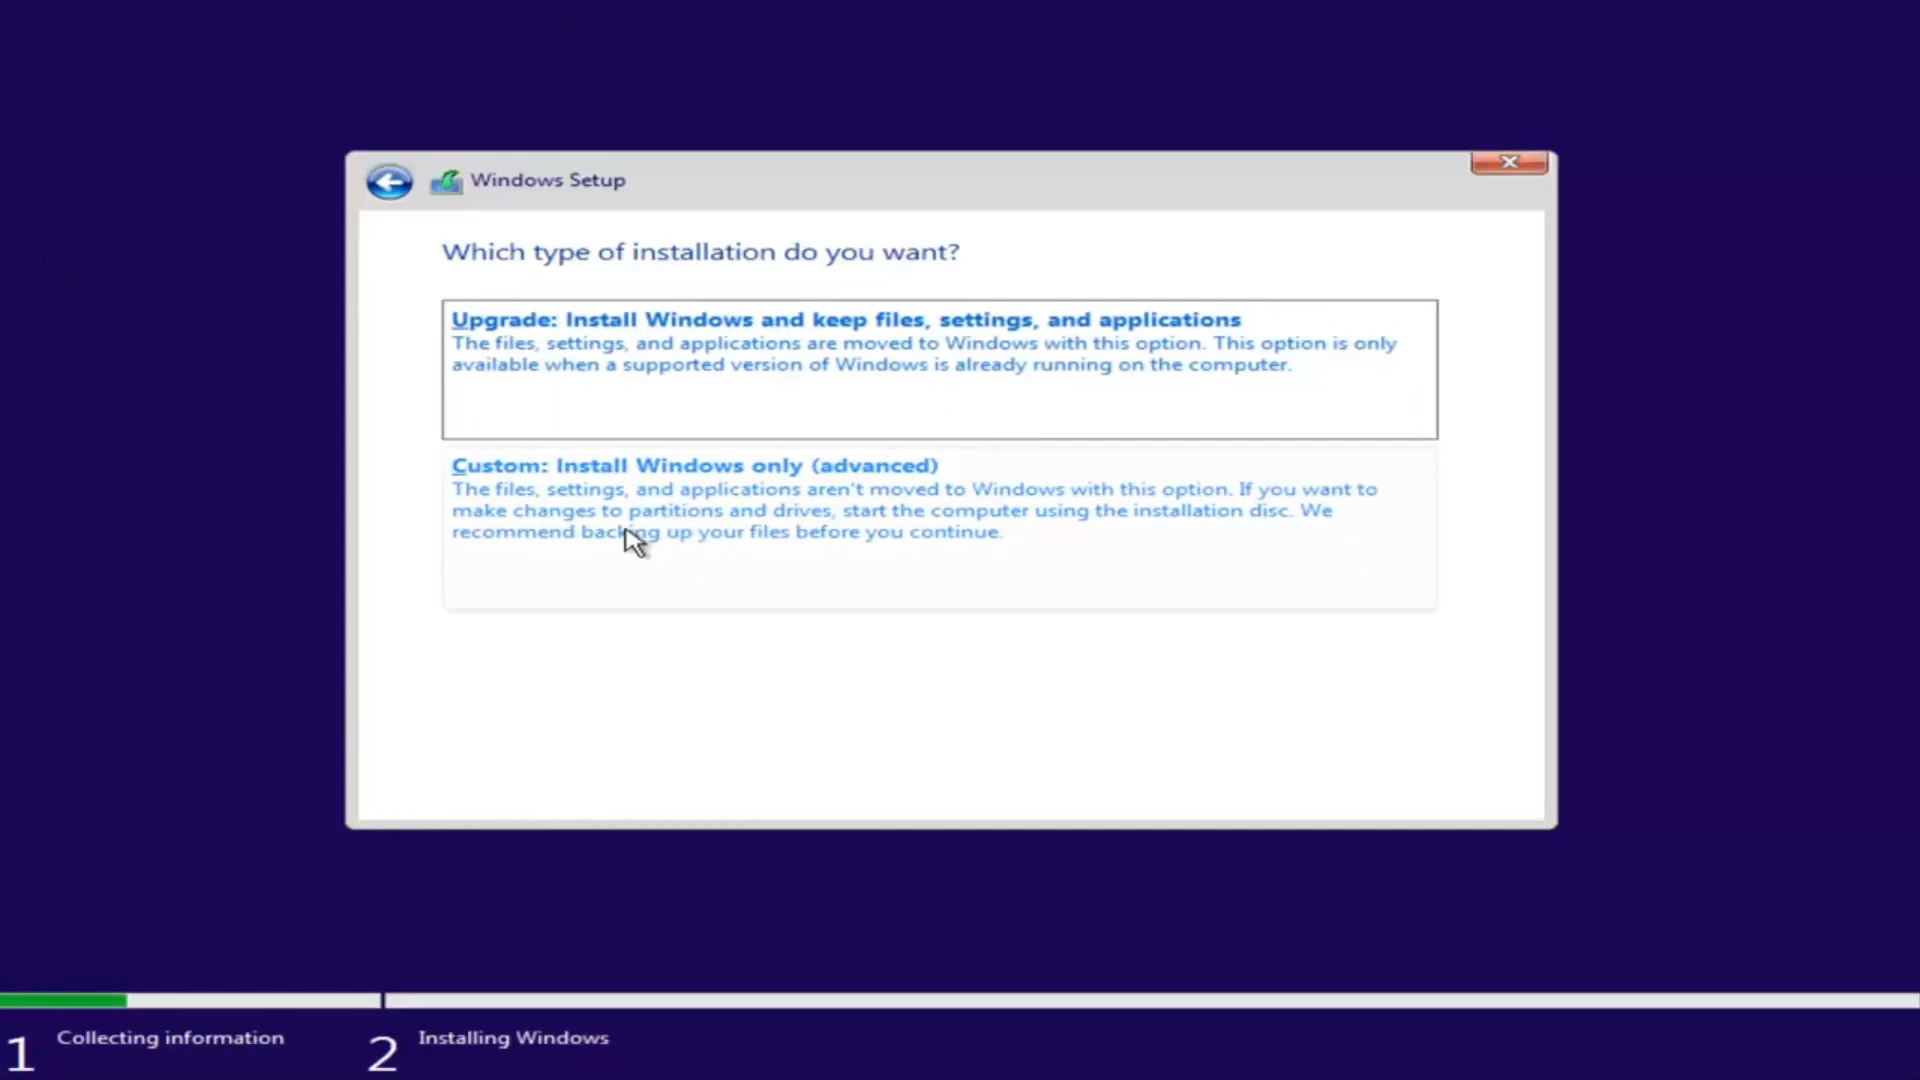 Windows Setup
Which type of installation do you want?
Upgrade: Install Windows and keep files, settings, and applications
The files, settings, and applications are moved to Windows with this option. This option is only
available when a supported version of Windows is already running on the computer.
Custom: Install Windows only (advanced)
The files, settings, and applications aren't moved to Windows with this option. If you want to
make changes to partitions and drives, start the computer using the installation disc. We
recommend backing up your files before you continue.
1 Collecting information
2 Installing Windows